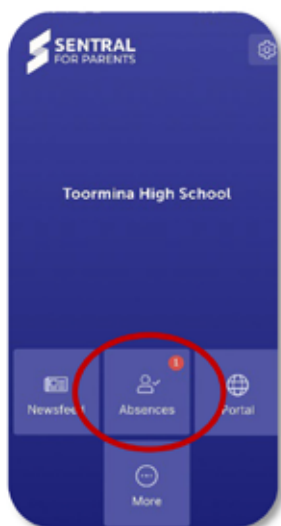 SENTRAL
FOR PARENTS
Toormina High School
1
Newsfeed
Absences
Portal
More